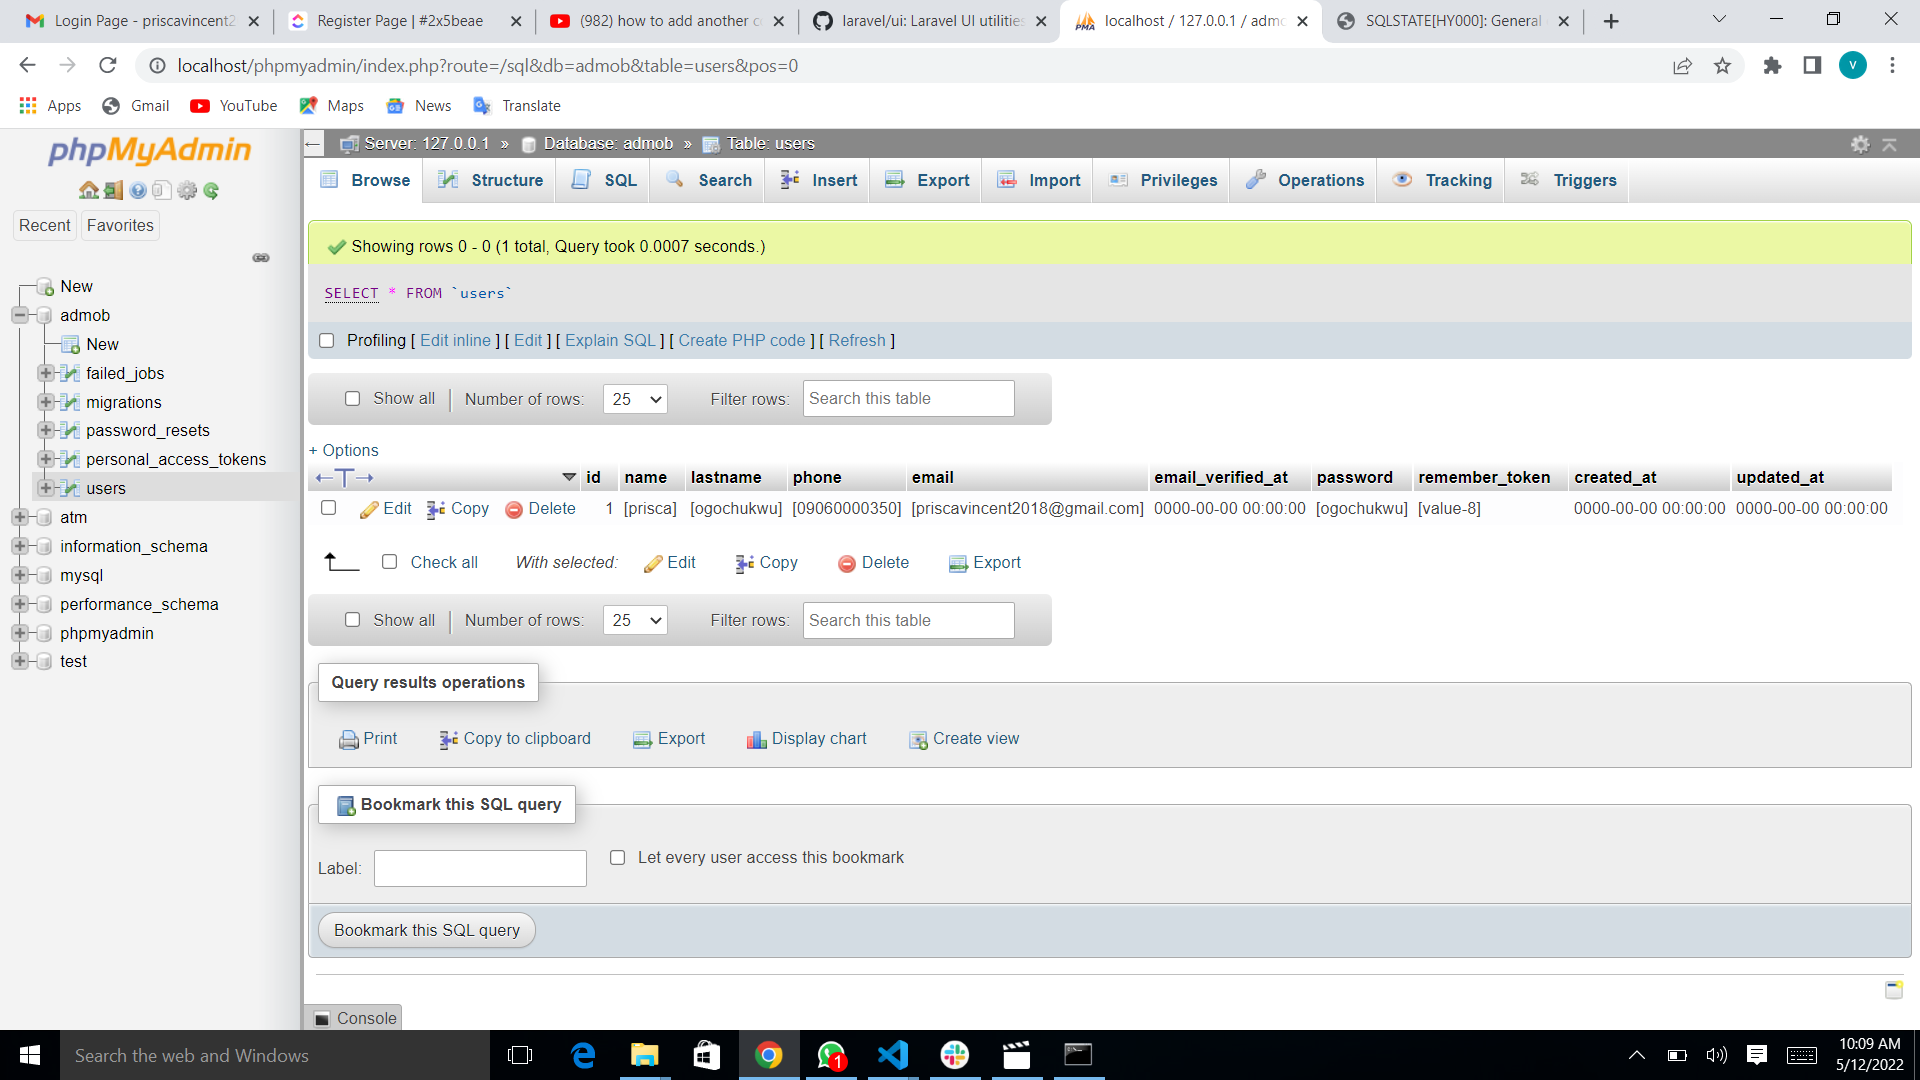 Login Page - priscavincent2
Register Page | #2x5beae
(982) how to add another c
laravel/ui: Laravel UI utilities
localhost / 127.0.0.1 / admo
SQLSTATE[HY000]: General
localhost/phpmyadmin/index.php?route=/sql&db=admob&table=users&pos=0
V
Apps Gmail YouTube Maps News Translate
phpMyAdmin
Recent Favorites
New
admob
New
failed_jobs
migrations
password_resets
personal_access_tokens
users
atm
information_schema
mysql
performance_schema
phpmyadmin
test
Server: 127.0.0.1 » Database: admob » Table: users
Browse Structure SQL Search Insert Export Import Privileges Operations Tracking Triggers
Showing rows 0 - 0 (1 total, Query took 0.0007 seconds.)
SELECT * FROM `users`
Profiling [ Edit inline ] [ Edit ] [ Explain SQL ] [ Create PHP code ] [ Refresh ]
Show all | Number of rows: 25 Filter rows: Search this table
+ Options
id name lastname phone email email_verified_at password remember_token created_at updated_at
Edit Copy Delete 1 [prisca] [ogochukwu] [09060000350] [priscavincent2018@gmail.com] 0000-00-00 00:00:00 [ogochukwu] [value-8] 0000-00-00 00:00:00 0000-00-00 00:00:00
Check all With selected: Edit Copy Delete Export
Show all | Number of rows: 25 Filter rows: Search this table
Query results operations
Print Copy to clipboard Export Display chart Create view
Bookmark this SQL query
Label: Let every user access this bookmark
Bookmark this SQL query
Console
Search the web and Windows
1
10:09 AM
5/12/2022